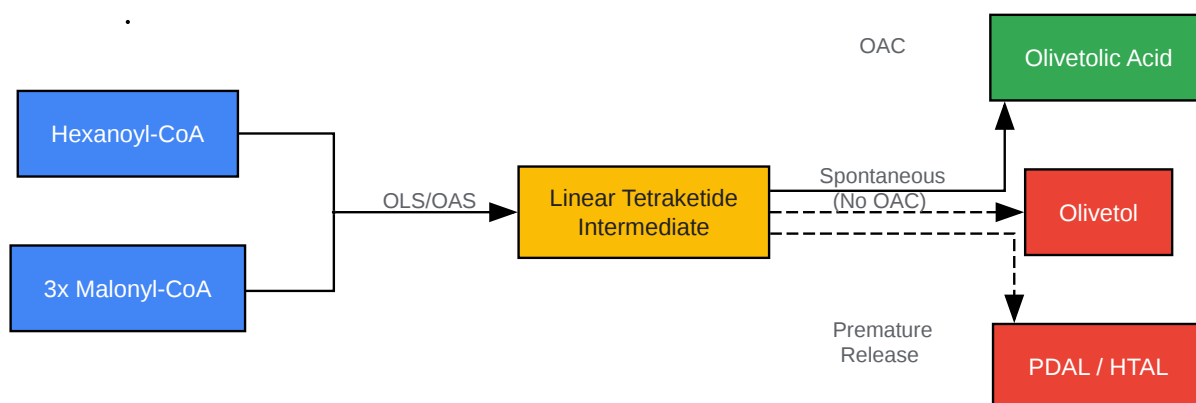 OAC
Olivetolic Acid
Hexanoyl-CoA
OLS/OAS
Linear Tetraketide
Intermediate
Spontaneous
(No OAC)
Olivetol
3x Malonyl-CoA
Premature
Release
PDAL / HTAL